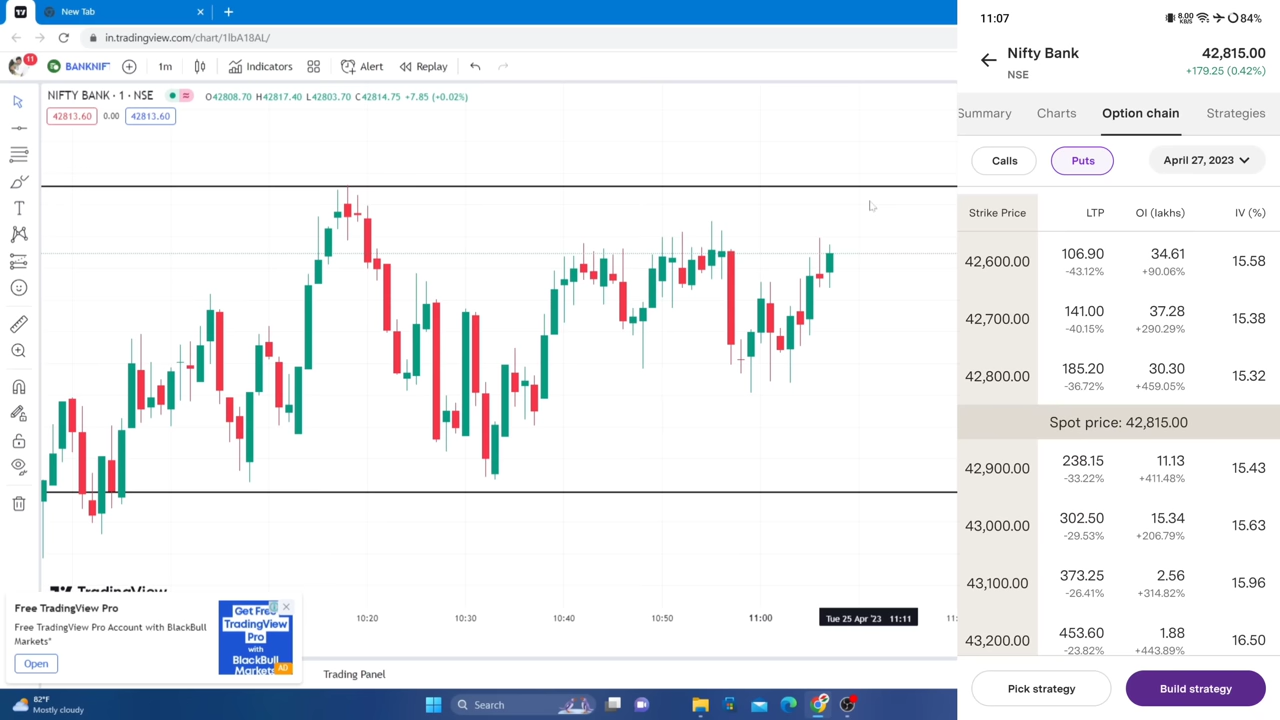 New Tab
in.tradingview.com/chart/1lbA18AL/
11
BANKNIF
1m
Indicators
Alert
Replay
NIFTY BANK · 1 · NSE
O42808.70 H42817.40 L42803.70 C42814.75 +7.85 (+0.02%)
42813.60
0.00
42813.60
TradingView
Free TradingView Pro
Free TradingView Pro Account with BlackBull
Markets*
Open
Get Free
TradingView
Pro
with
BlackBull
Markets
AD
10:20
10:30
10:40
10:50
11:00
Tue 25 Apr '23 11:11
Trading Panel
82°F
Mostly cloudy
Search
11:07
8.00
KB/S
84%
Nifty Bank
42,815.00
NSE
+179.25 (0.42%)
Summary
Charts
Option chain
Strategies
Calls
Puts
April 27, 2023
Strike Price LTP OI (lakhs) IV (%)
42,600.00 106.90 34.61 15.58
-43.12% +90.06%
42,700.00 141.00 37.28 15.38
-40.15% +290.29%
42,800.00 185.20 30.30 15.32
-36.72% +459.05%
Spot price: 42,815.00
42,900.00 238.15 11.13 15.43
-33.22% +411.48%
43,000.00 302.50 15.34 15.63
-29.53% +206.79%
43,100.00 373.25 2.56 15.96
-26.41% +314.82%
43,200.00 453.60 1.88 16.50
-23.82% +443.89%
Pick strategy
Build strategy